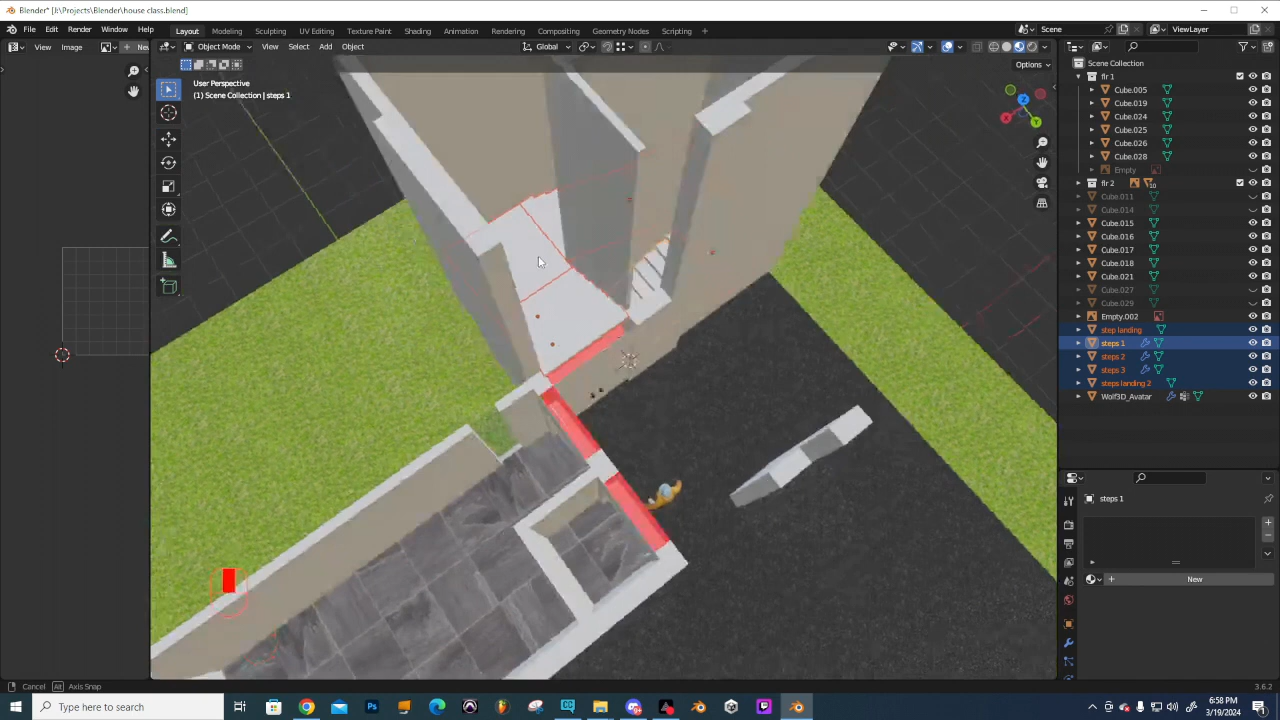 Blender* [J:\Projects\Blender\house class.blend]
File Edit Render Window Help Layout Modeling Sculpting UV Editing Texture Paint Shading Animation Rendering Compositing Geometry Nodes Scripting + Scene ViewLayer
View Image Object Mode View Select Add Object Global
Options
User Perspective
(1) Scene Collection | steps 1
Z
X
Y
Scene Collection
flr 1
Cube.005
Cube.019
Cube.024
Cube.025
Cube.026
Cube.028
Empty
flr 2
Cube.011
Cube.014
Cube.015
Cube.016
Cube.017
Cube.018
Cube.021
Cube.027
Cube.029
Empty.002
step landing
steps 1
steps 2
steps 3
steps landing 2
Wolf3D_Avatar
steps 1
New
Cancel Alt Axis Snap
3.6.2
Type here to search
6:58 PM
3/19/2024